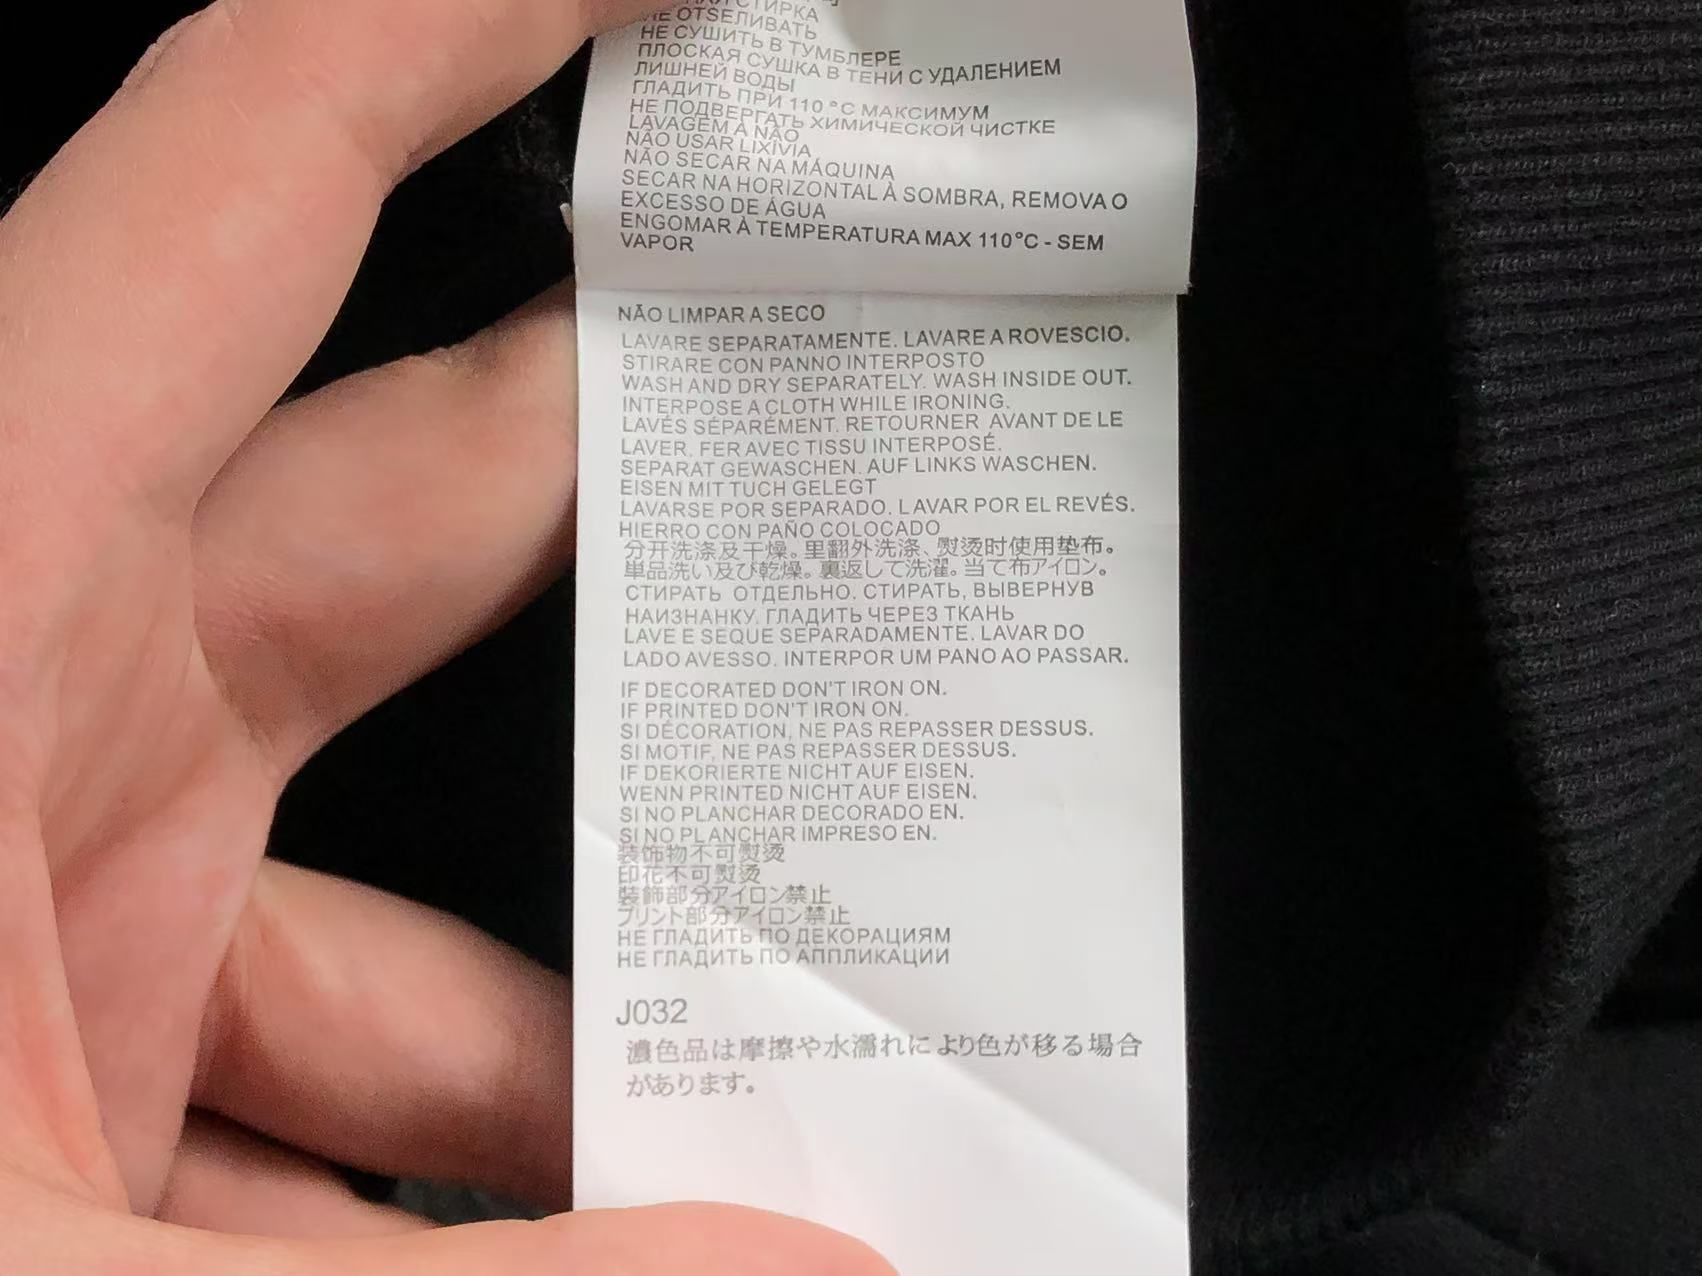 СТИРКА
НЕ ОТБЕЛИВАТЬ
НЕ СУШИТЬ В ТУМБЛЕРЕ
ПЛОСКАЯ СУШКА В ТЕНИ С УДАЛЕНИЕМ
ЛИШНЕЙ ВОДЫ
ГЛАДИТЬ ПРИ 110 °C МАКСИМУМ
НЕ ПОДВЕРГАТЬ ХИМИЧЕСКОЙ ЧИСТКЕ
LAVAGEM À NÃO
NÃO USAR LIXÍVIA
NÃO SECAR NA MÁQUINA
SECAR NA HORIZONTAL À SOMBRA, REMOVA O
EXCESSO DE ÁGUA
ENGOMAR À TEMPERATURA MAX 110°C - SEM
VAPOR
NÃO LIMPAR A SECO
LAVARE SEPARATAMENTE. LAVARE A ROVESCIO.
STIRARE CON PANNO INTERPOSTO
WASH AND DRY SEPARATELY. WASH INSIDE OUT.
INTERPOSE A CLOTH WHILE IRONING.
LAVÉS SÉPARÉMENT. RETOURNER AVANT DE LE
LAVER. FER AVEC TISSU INTERPOSÉ.
SEPARAT GEWASCHEN. AUF LINKS WASCHEN.
EISEN MIT TUCH GELEGT
LAVARSE POR SEPARADO. LAVAR POR EL REVÉS.
HIERRO CON PAÑO COLOCADO
分开洗涤及干燥。里翻外洗涤、熨烫时使用垫布。
単品洗い及び乾燥。裏返して洗濯。当て布アイロン。
СТИРАТЬ ОТДЕЛЬНО. СТИРАТЬ, ВЫВЕРНУВ
НАИЗНАНКУ. ГЛАДИТЬ ЧЕРЕЗ ТКАНЬ
LAVE E SEQUE SEPARADAMENTE. LAVAR DO
LADO AVESSO. INTERPOR UM PANO AO PASSAR.
IF DECORATED DON'T IRON ON.
IF PRINTED DON'T IRON ON.
SI DÉCORATION, NE PAS REPASSER DESSUS.
SI MOTIF, NE PAS REPASSER DESSUS.
IF DEKORIERTE NICHT AUF EISEN.
WENN PRINTED NICHT AUF EISEN.
SI NO PLANCHAR DECORADO EN.
SI NO PLANCHAR IMPRESO EN.
装饰物不可熨烫
印花不可熨烫
装飾部分アイロン禁止
プリント部分アイロン禁止
НЕ ГЛАДИТЬ ПО ДЕКОРАЦИЯМ
НЕ ГЛАДИТЬ ПО АППЛИКАЦИИ
J032
濃色品は摩擦や水濡れにより色が移る場合
があります。